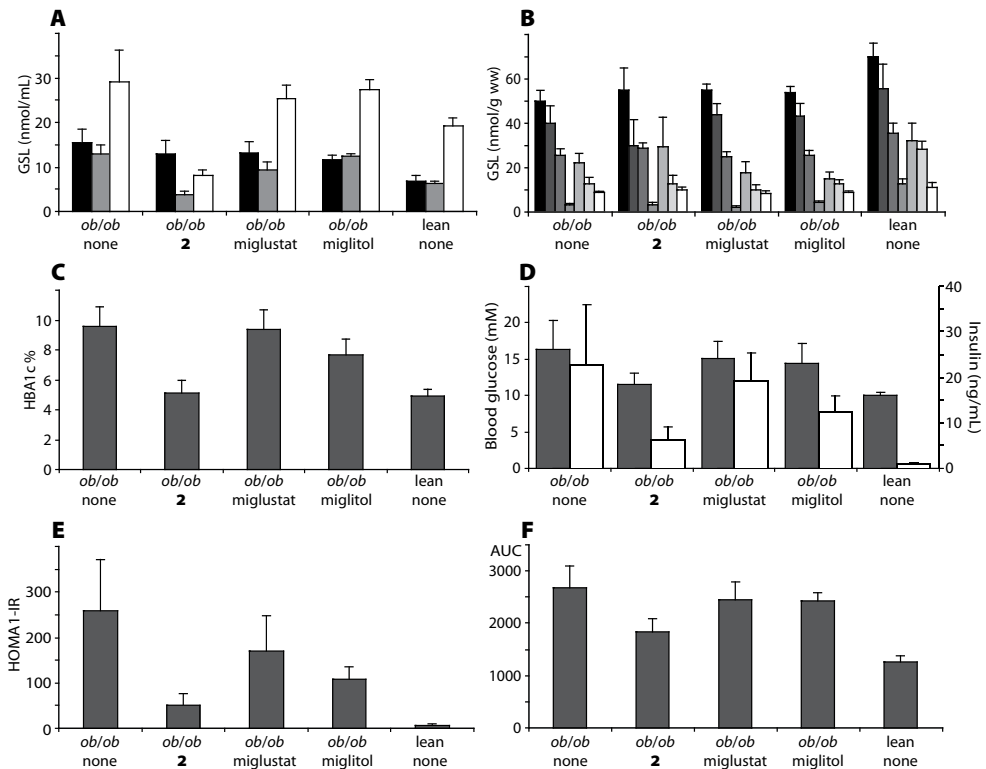 A
GSL (nmol/mL)
30
20
10
0
ob/ob ob/ob ob/ob ob/ob lean
none 2 miglustat miglitol none
B
GSL (nmol/g ww)
60
40
20
0
ob/ob ob/ob ob/ob ob/ob lean
none 2 miglustat miglitol none
C
HBA1c %
10
8
6
4
2
0
ob/ob ob/ob ob/ob ob/ob lean
none 2 miglustat miglitol none
D
Blood glucose (mM)
20
15
10
5
0
40
30
20
10
0
Insulin (ng/mL)
ob/ob ob/ob ob/ob ob/ob lean
none 2 miglustat miglitol none
E
HOMA1-IR
300
200
100
0
ob/ob ob/ob ob/ob ob/ob lean
none 2 miglustat miglitol none
F
AUC
3000
2000
1000
0
ob/ob ob/ob ob/ob ob/ob lean
none 2 miglustat miglitol none